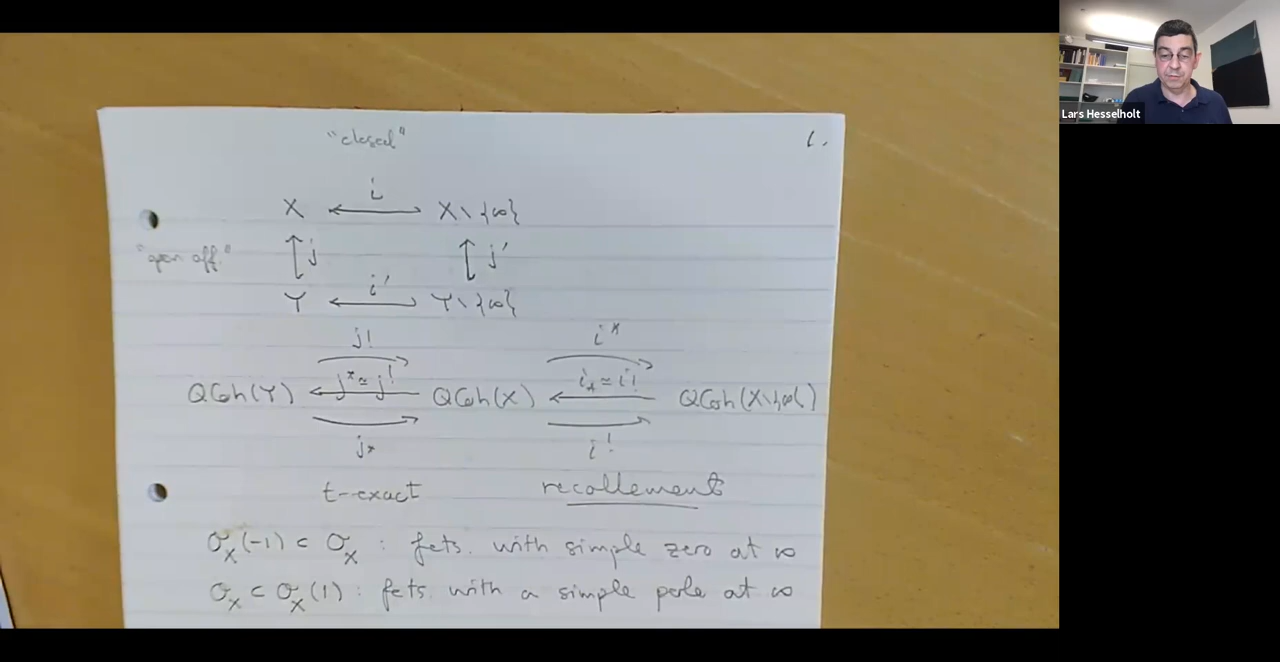 "closed"
1.
X ←i→ X∖{∞}
"open aff." ↑j ↑j'
Y ←i'→ Y∖{∞}
j! i*
QCoh(Y) ← j* ≃ j! QCoh(X) ← i* ≃ i! QCoh(X∖{∞})
j* i!
t-exact recollement
O_X(-1) ⊂ O_X : fcts. with simple zero at ∞
O_X ⊂ O_X(1) : fcts. with a simple pole at ∞
Lars Hesselholt